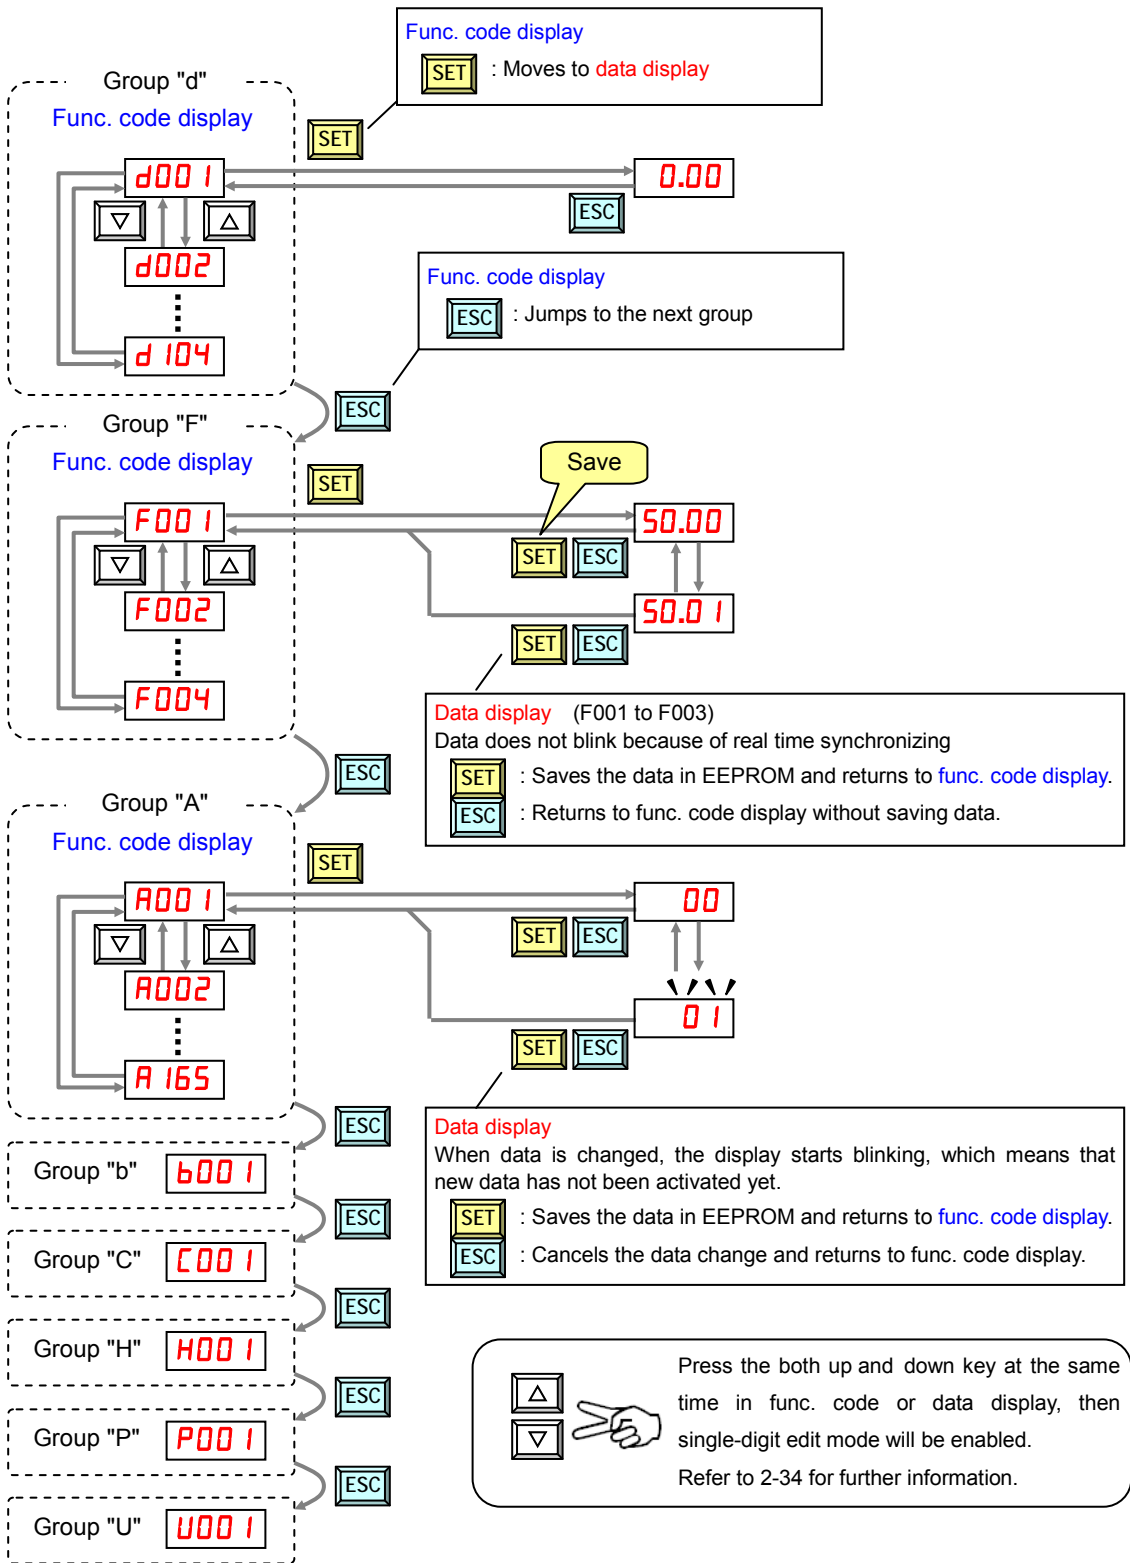 Func. code display
SET : Moves to data display
Group "d"
Func. code display
SET
d001
0.00
ESC
d002
Func. code display
ESC : Jumps to the next group
d104
ESC
Group "F"
Func. code display
SET
Save
F001
50.00
SET ESC
F002
50.01
SET ESC
F004
Data display (F001 to F003)
Data does not blink because of real time synchronizing
SET : Saves the data in EEPROM and returns to func. code display.
ESC : Returns to func. code display without saving data.
ESC
Group "A"
Func. code display
SET
A001
00
SET ESC
A002
01
SET ESC
A165
ESC
Data display
When data is changed, the display starts blinking, which means that
new data has not been activated yet.
SET : Saves the data in EEPROM and returns to func. code display.
ESC : Cancels the data change and returns to func. code display.
Group "b" b001
ESC
Group "C" C001
ESC
Group "H" H001
ESC
Group "P" P001
ESC
Group "U" U001
Press the both up and down key at the same
time in func. code or data display, then
single-digit edit mode will be enabled.
Refer to 2-34 for further information.